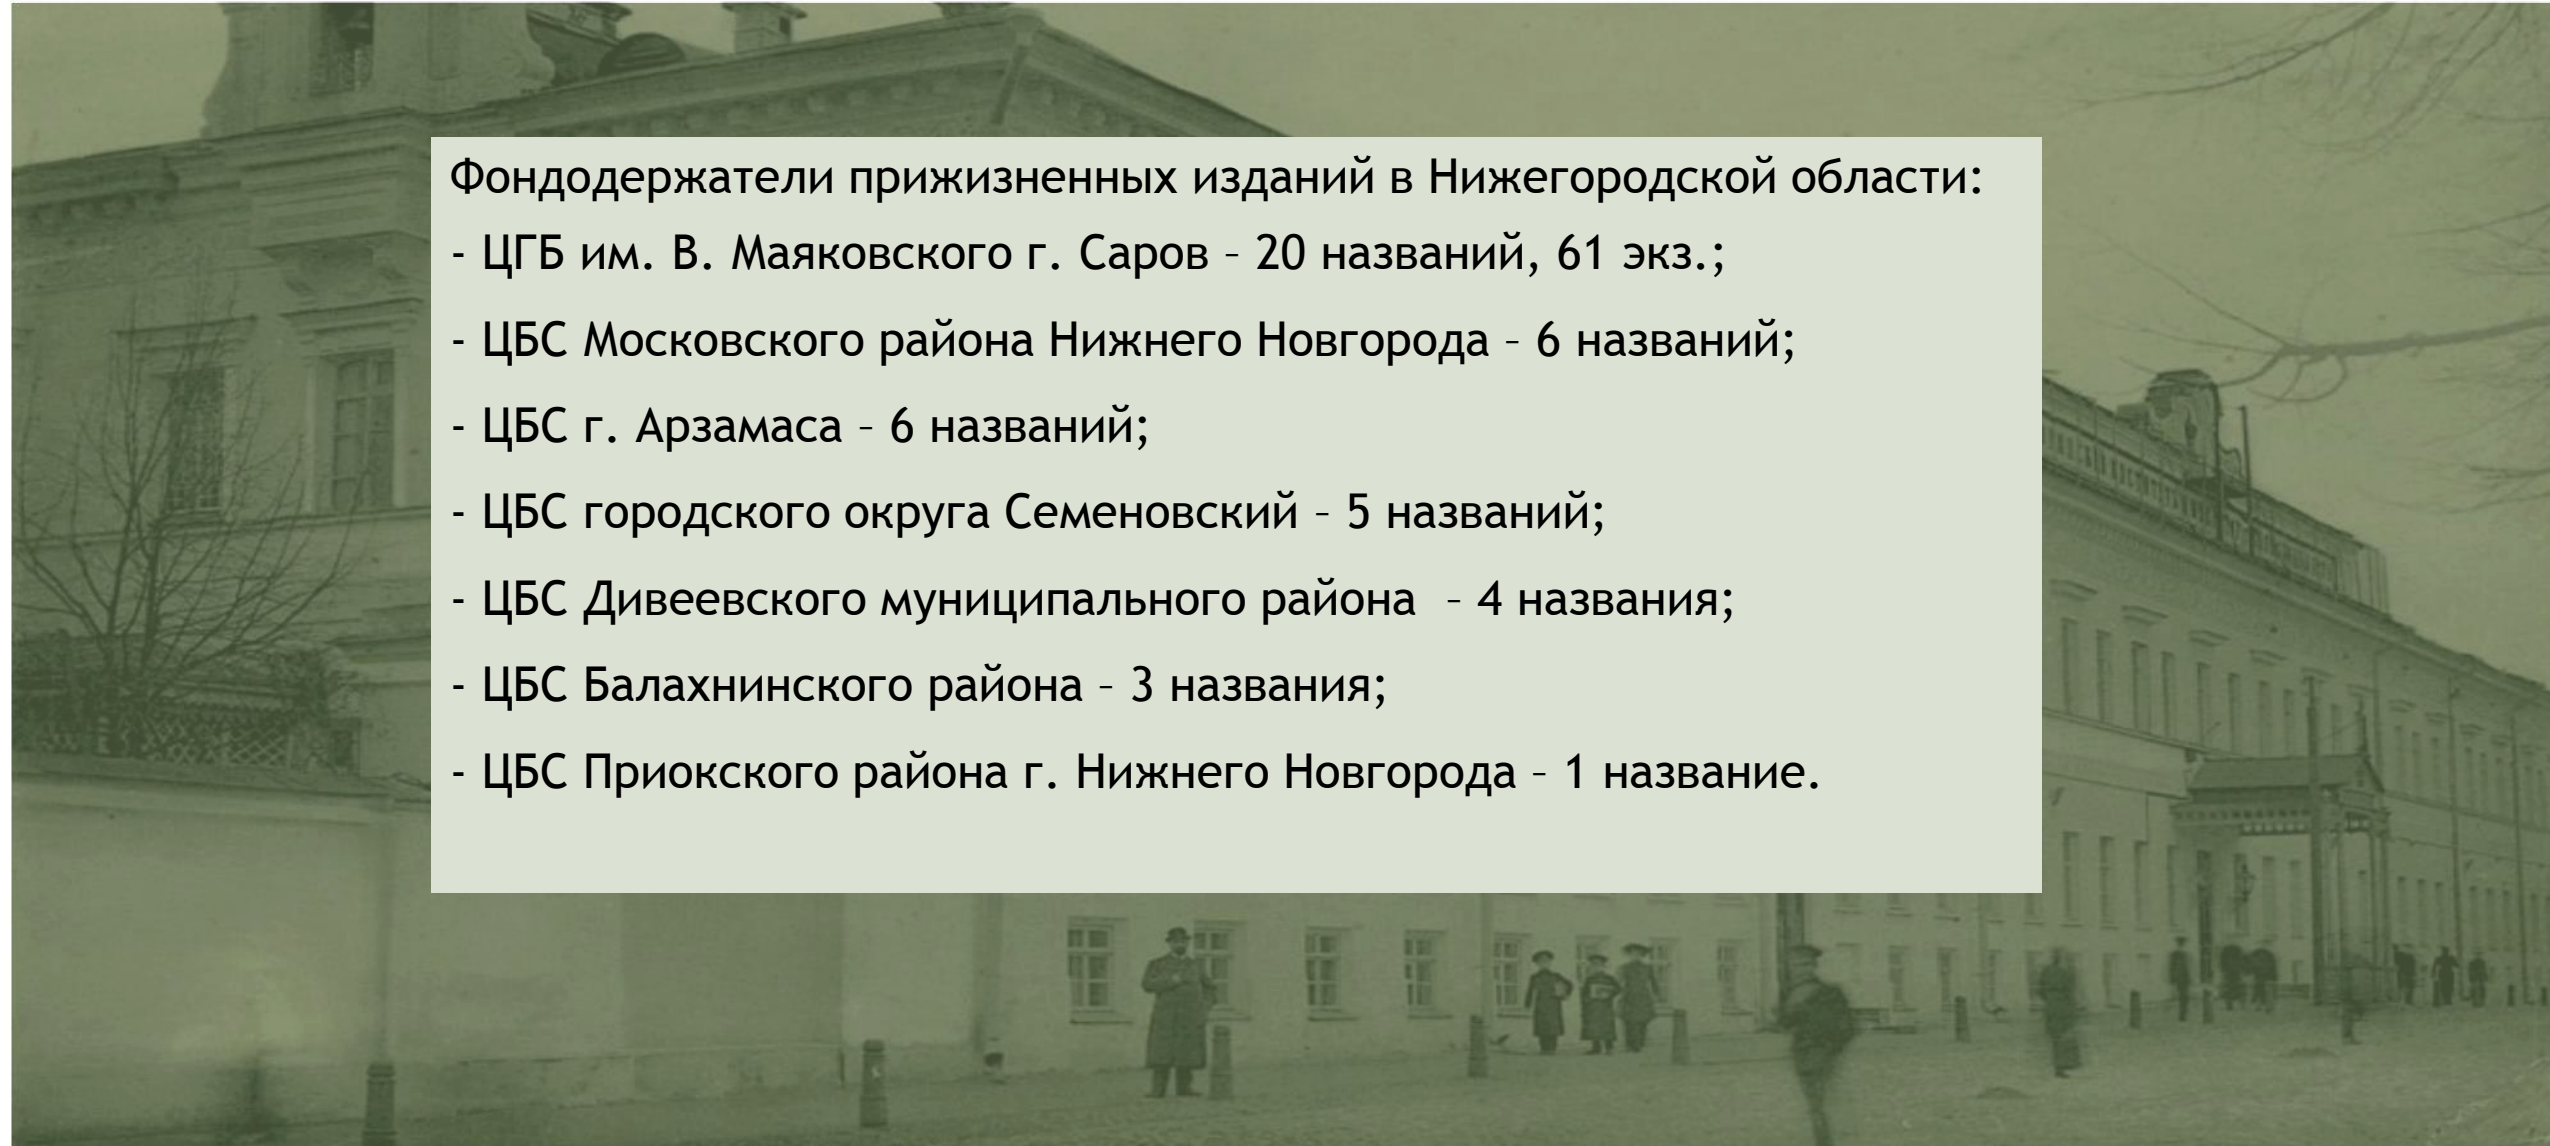 Фондодержатели прижизненных изданий в Нижегородской области:
- ЦГБ им. В. Маяковского г. Саров – 20 названий, 61 экз.;
- ЦБС Московского района Нижнего Новгорода – 6 названий;
- ЦБС г. Арзамаса – 6 названий;
- ЦБС городского округа Семеновский – 5 названий;
- ЦБС Дивеевского муниципального района  – 4 названия;
- ЦБС Балахнинского района – 3 названия;
- ЦБС Приокского района г. Нижнего Новгорода – 1 название.